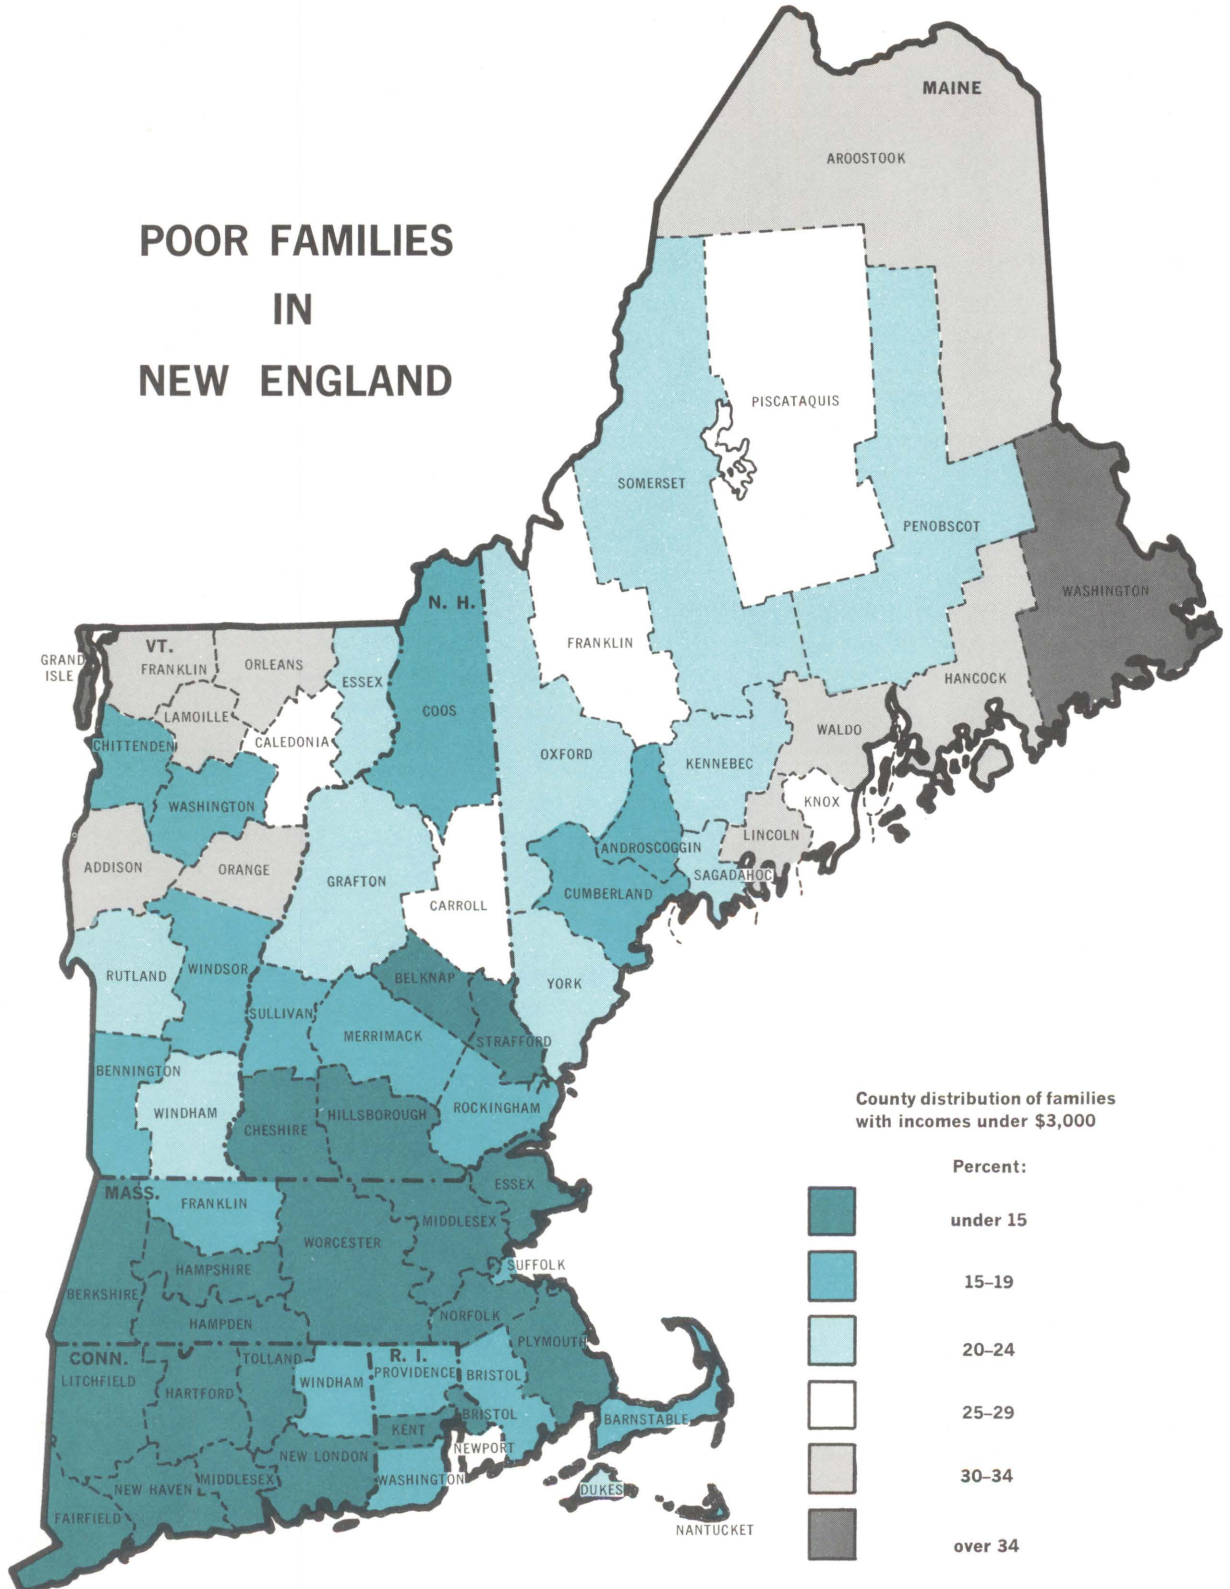 POOR FAMILIES
IN
NEW ENGLAND
MAINE
AROOSTOOK
PISCATAQUIS
SOMERSET
PENOBSCOT
WASHINGTON
N. H.
FRANKLIN
HANCOCK
GRAND
ISLE
VT.
FRANKLIN
ORLEANS
ESSEX
LAMOILLE
COOS
CHITTENDEN
CALEDONIA
OXFORD
KENNEBEC
WALDO
WASHINGTON
KNOX
LINCOLN
ANDROSCOGGIN
ADDISON
ORANGE
GRAFTON
CARROLL
CUMBERLAND
SAGADAHOC
RUTLAND
WINDSOR
BELKNAP
YORK
SULLIVAN
MERRIMACK
STRAFFORD
BENNINGTON
WINDHAM
CHESHIRE
HILLSBOROUGH
ROCKINGHAM
MASS.
FRANKLIN
ESSEX
MIDDLESEX
WORCESTER
SUFFOLK
HAMPSHIRE
BERKSHIRE
HAMPDEN
NORFOLK
PLYMOUTH
CONN.
LITCHFIELD
TOLLAND
R. I.
HARTFORD
WINDHAM
PROVIDENCE
BRISTOL
KENT
BRISTOL
BARNSTABLE
NEWPORT
NEW LONDON
MIDDLESEX
NEW HAVEN
WASHINGTON
FAIRFIELD
DUKES
NANTUCKET
County distribution of families
with incomes under $3,000
Percent:
under 15
15–19
20–24
25–29
30–34
over 34